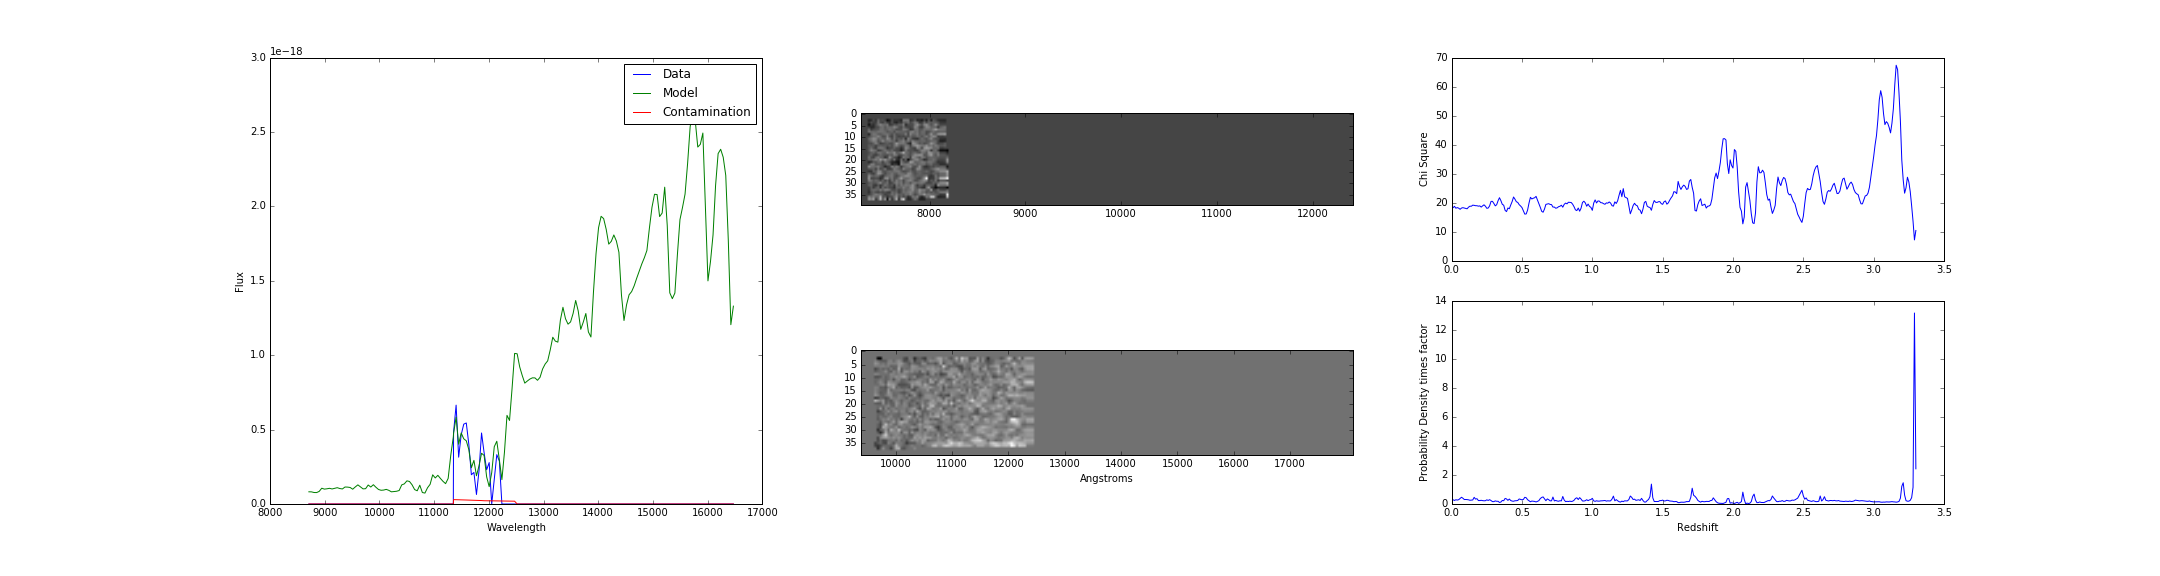 1e−18
3.0
2.5
2.0
1.5
1.0
0.5
0.0
Flux
8000 9000 10000 11000 12000 13000 14000 15000 16000 17000
Wavelength
Data
Model
Contamination
0
5
10
15
20
25
30
35
8000 9000 10000 11000 12000
0
5
10
15
20
25
30
35
10000 11000 12000 13000 14000 15000 16000 17000
Angstroms
70
60
50
40
30
20
10
0
Chi Square
0.0 0.5 1.0 1.5 2.0 2.5 3.0 3.5
14
12
10
8
6
4
2
0
Probability Density times factor
0.0 0.5 1.0 1.5 2.0 2.5 3.0 3.5
Redshift